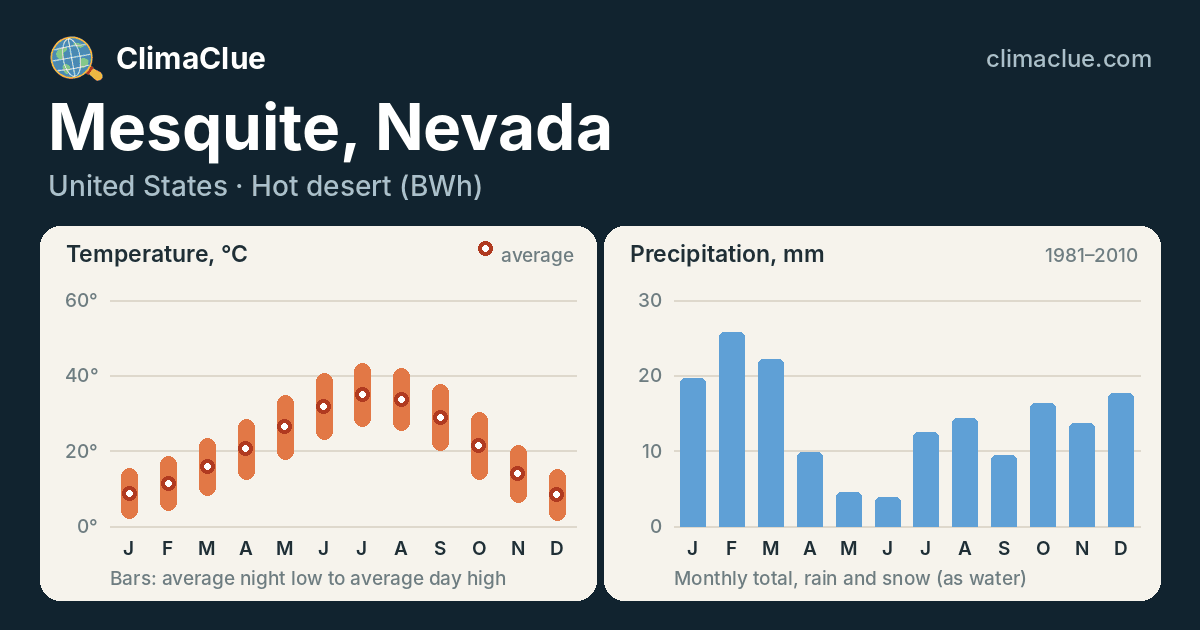 ClimaClue
climaclue.com
Mesquite, Nevada
United States · Hot desert (BWh)
Temperature, °C
average
60°
40°
20°
0°
J F M A M J J A S O N D
Bars: average night low to average day high
Precipitation, mm
1981–2010
30
20
10
0
J F M A M J J A S O N D
Monthly total, rain and snow (as water)